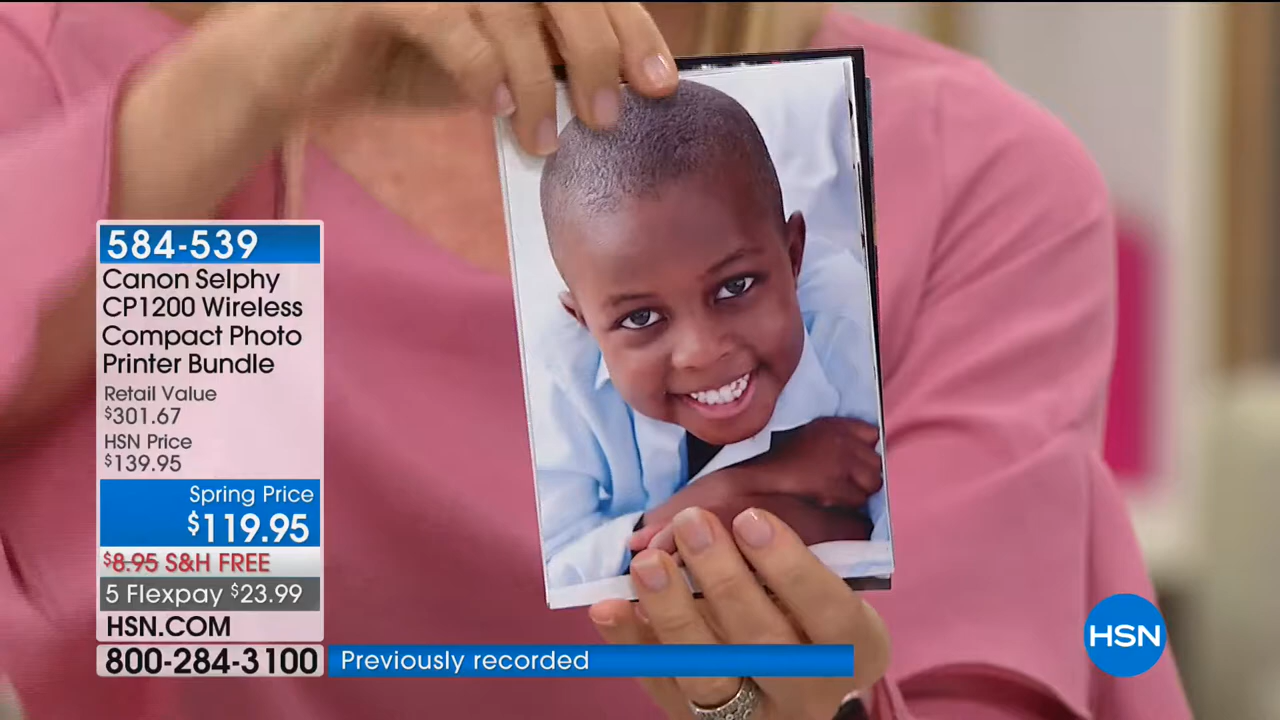 584-539
Canon Selphy
CP1200 Wireless
Compact Photo
Printer Bundle
Retail Value
$301.67
HSN Price
$139.95
Spring Price
$119.95
$8.95 S&H FREE
5 Flexpay $23.99
HSN.COM
800-284-3100
Previously recorded
HSN